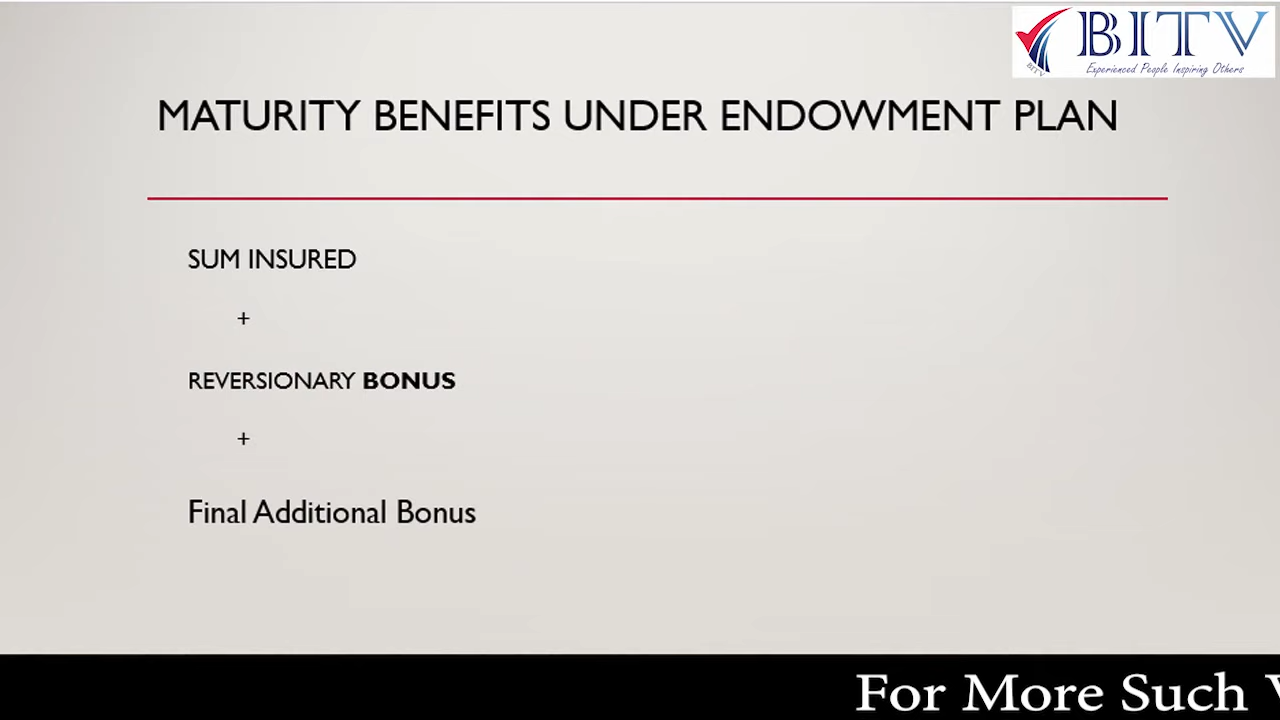 BITV
Experienced People Inspiring Others
MATURITY BENEFITS UNDER ENDOWMENT PLAN
SUM INSURED
+
REVERSIONARY BONUS
+
Final Additional Bonus
For More Such